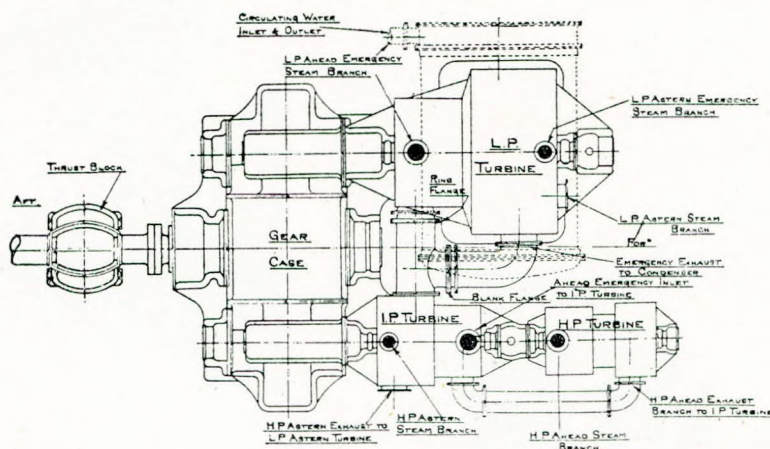 CIRCULATING WATER
INLET & OUTLET
L.P AHEAD EMERGENCY
STEAM BRANCH
L.P ASTERN EMERGENCY
STEAM BRANCH
L.P.
TURBINE
THRUST BLOCK
RING
FLANGE
AFT.
L.P ASTERN STEAM
BRANCH
GEAR
CASE
FORD
EMERGENCY EXHAUST
TO CONDENSER
AHEAD EMERGENCY INLET
TO I.P TURBINE
BLANK FLANGE
I.P TURBINE
H.P TURBINE
H.P ASTERN EXHAUST TO
L.P ASTERN TURBINE
H.P ASTERN
STEAM BRANCH
H.P AHEAD EXHAUST
BRANCH TO I.P TURBINE
H.P AHEAD STEAM
BRANCH